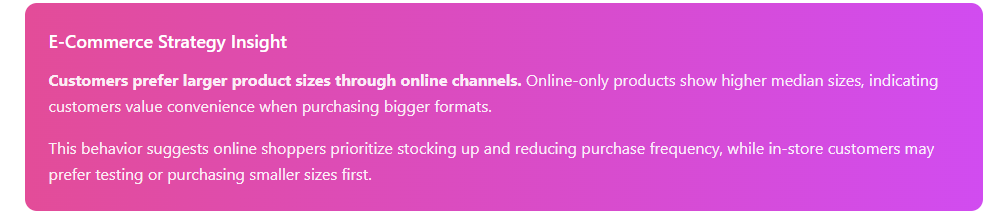 E-Commerce Strategy Insight
Customers prefer larger product sizes through online channels. Online-only products show higher median sizes, indicating
customers value convenience when purchasing bigger formats.
This behavior suggests online shoppers prioritize stocking up and reducing purchase frequency, while in-store customers may
prefer testing or purchasing smaller sizes first.